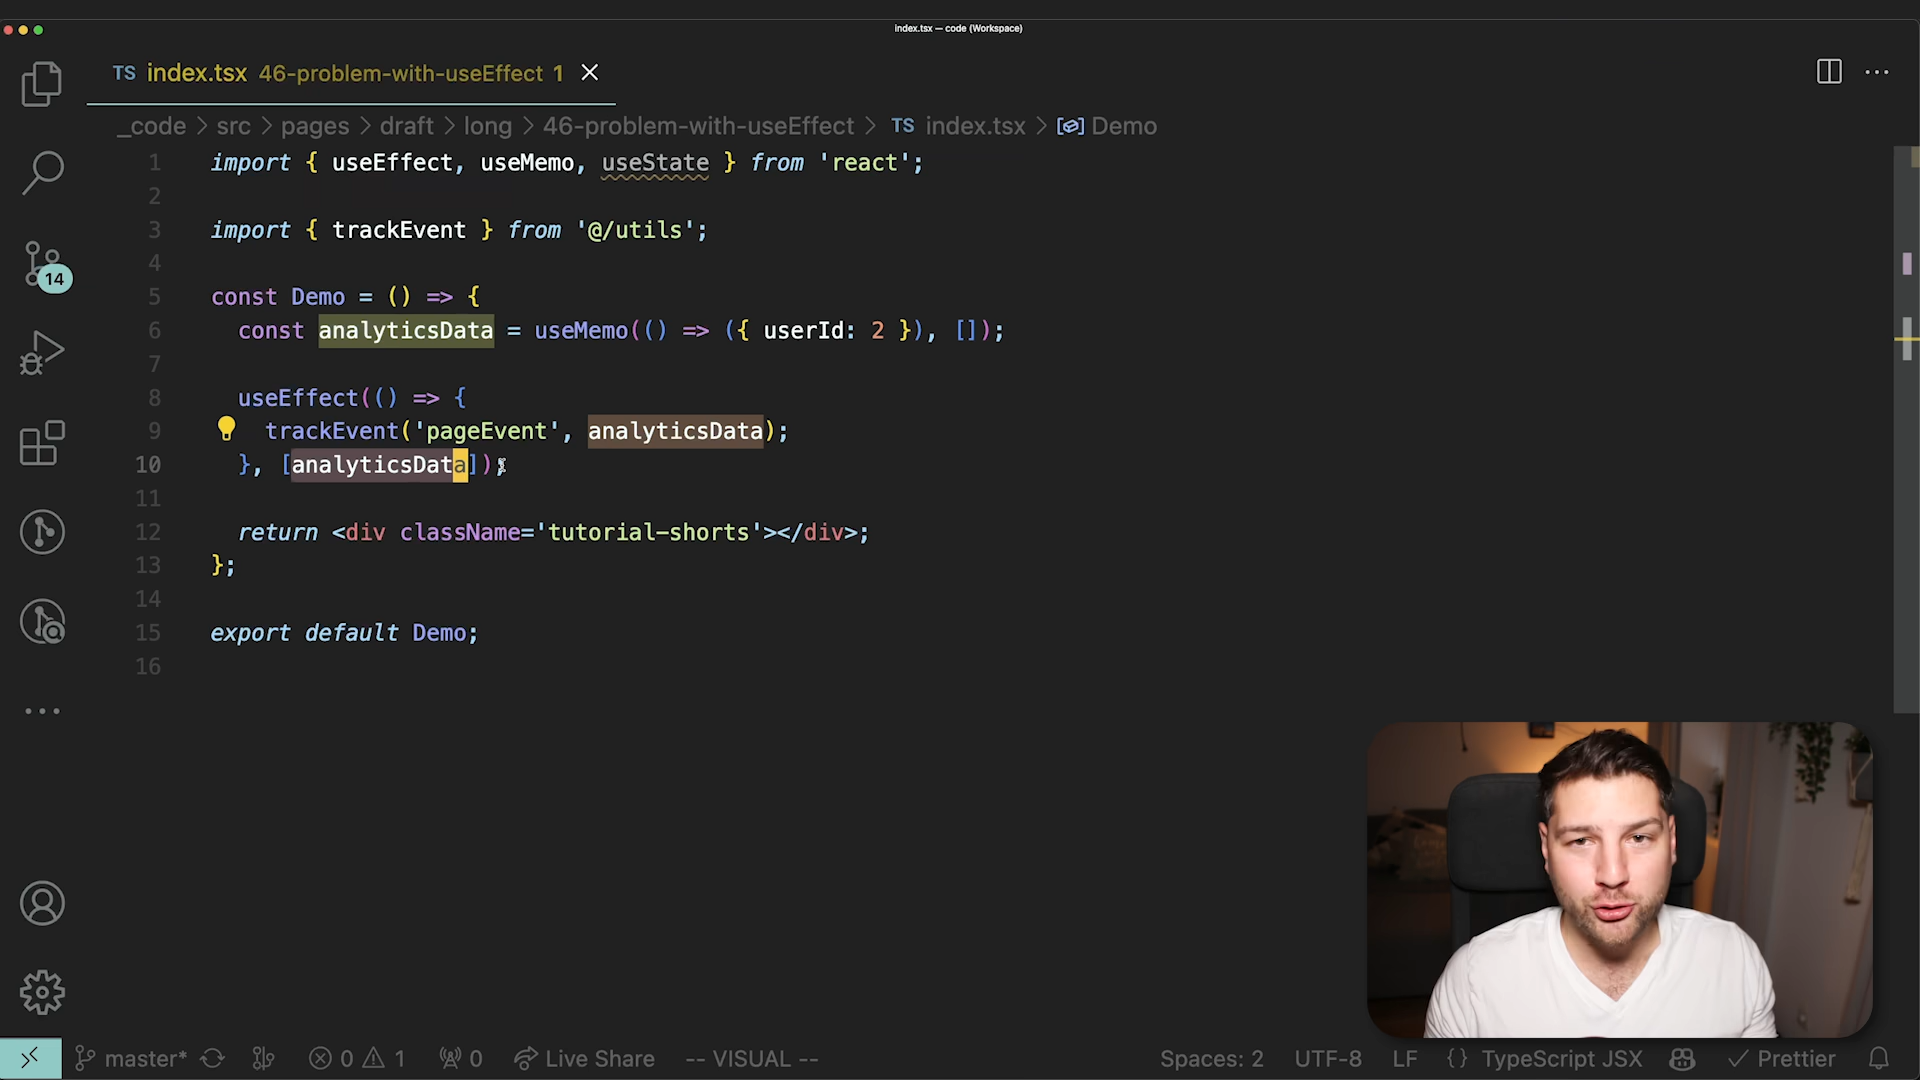 index.tsx — code (Workspace)
TS index.tsx 46-problem-with-useEffect 1
_code > src > pages > draft > long > 46-problem-with-useEffect > TS index.tsx > Demo
1 import { useEffect, useMemo, useState } from 'react';
2
3 import { trackEvent } from '@/utils';
4
5 const Demo = () => {
6 const analyticsData = useMemo(() => ({ userId: 2 }), []);
7
8 useEffect(() => {
9 trackEvent('pageEvent', analyticsData);
10 }, [analyticsData]);
11
12 return <div className='tutorial-shorts'></div>;
13 };
14
15 export default Demo;
16
14
master* 0 1 0 Live Share -- VISUAL -- Spaces: 2 UTF-8 LF {} TypeScript JSX Prettier